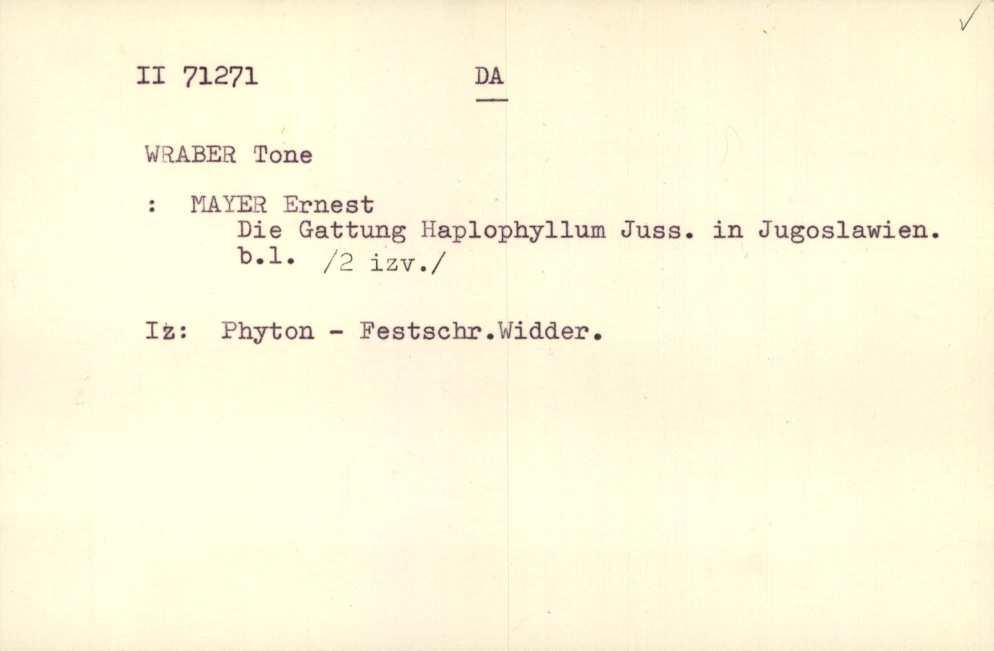 II 71271 DA
WRABER Tone
: MAYER Ernest
Die Gattung Haplophyllum Juss. in Jugoslawien.
b.l. /2 izv./
Iz: Phyton - Festschr.Widder.